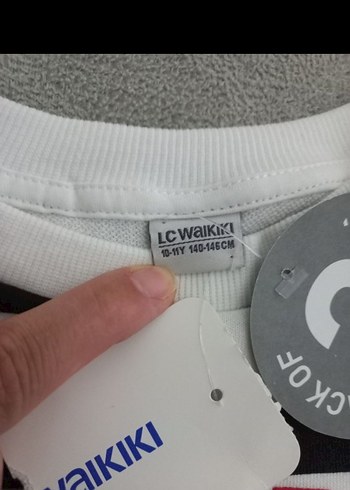 LC WAIKIKI
10-11Y 140-146CM
WAIKIKI
ACK OF